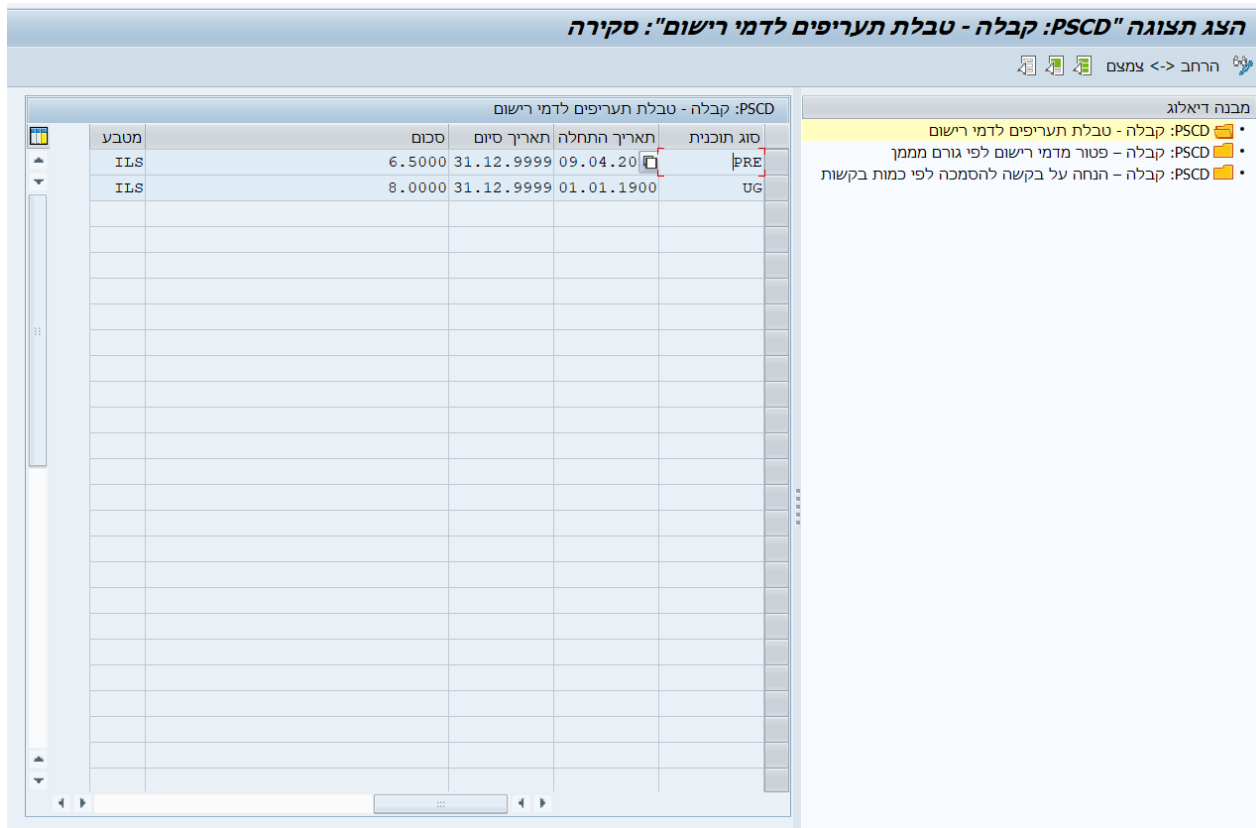 הצג תצוגה "PSCD: קבלה - טבלת תעריפים לדמי רישום": סקירה
הרחב <-> צמצם
מבנה דיאלוג
PSCD: קבלה - טבלת תעריפים לדמי רישום
PSCD: קבלה – פטור מדמי רישום לפי גורם מממן
PSCD: קבלה – הנחה על בקשה להסמכה לפי כמות בקשות
PSCD: קבלה - טבלת תעריפים לדמי רישום
סוג תוכנית תאריך התחלה תאריך סיום סכום מטבע
PRE 09.04.20 31.12.9999 6.5000 ILS
UG 01.01.1900 31.12.9999 8.0000 ILS